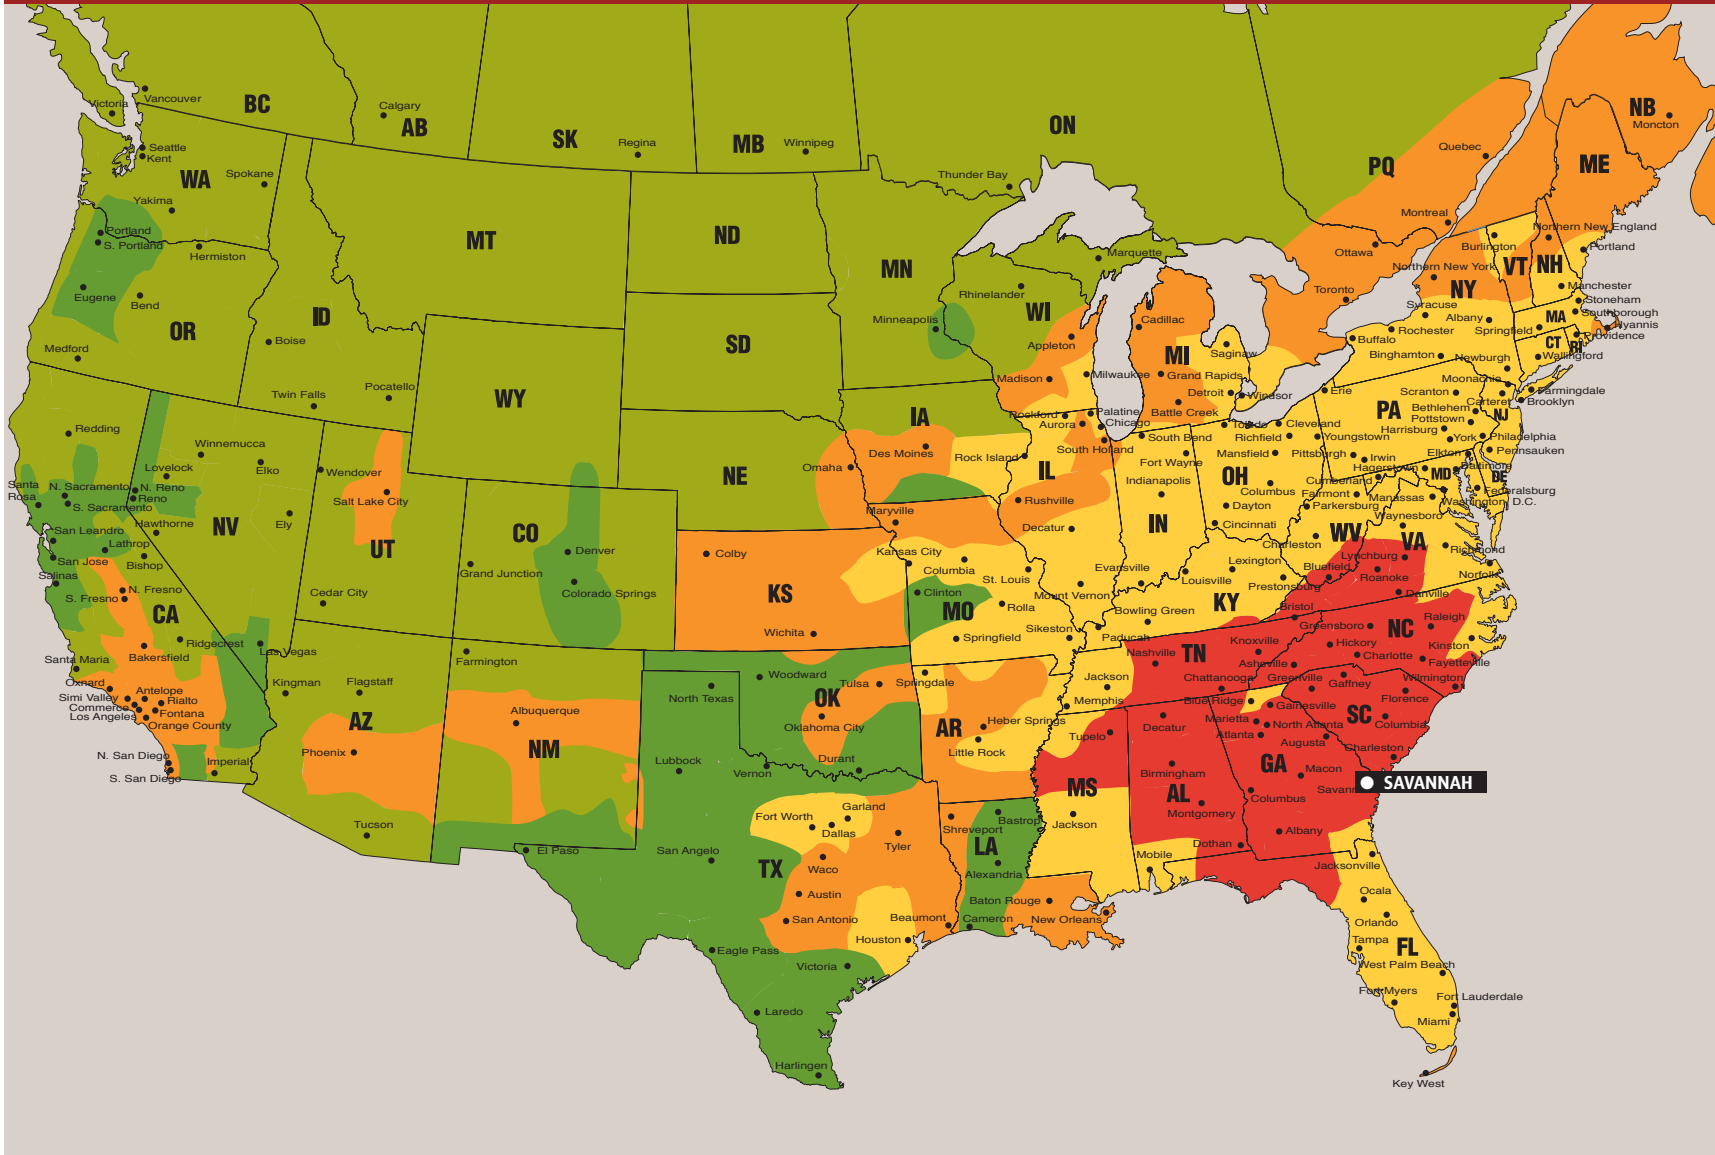 BC
AB
SK
MB
ON
PQ
NB
ME
Victoria
Vancouver
Calgary
Regina
Winnipeg
Thunder Bay
Quebec
Moncton
Montreal
Ottawa
Toronto
WA
Seattle
Kent
Spokane
Yakima
OR
Portland
S. Portland
Hermiston
Eugene
Bend
Medford
ID
Boise
Twin Falls
Pocatello
MT
ND
SD
WY
NE
Omaha
MN
Minneapolis
WI
Rhinelander
Appleton
Madison
Milwaukee
Marquette
MI
Cadillac
Saginaw
Grand Rapids
Detroit
Battle Creek
Windsor
IA
Des Moines
Rock Island
IL
Rockford
Palatine
Aurora
Chicago
South Holland
Rushville
Decatur
Mount Vernon
IN
South Bend
Fort Wayne
Indianapolis
Evansville
OH
Toledo
Cleveland
Richfield
Youngstown
Mansfield
Columbus
Dayton
Cincinnati
PA
Erie
Scranton
Bethlehem
Pottstown
Harrisburg
York
Philadelphia
Pittsburgh
Irwin
NY
Northern New York
Syracuse
Albany
Rochester
Buffalo
Binghamton
Newburgh
Farmingdale
Brooklyn
VT
Burlington
NH
Northern New England
Portland
Manchester
MA
Stoneham
Southborough
Hyannis
Springfield
CT
RI
Providence
Wallingford
NJ
Moonachie
Carteret
Pennsauken
MD
Elkton
Hagerstown
Baltimore
Cumberland
DE
Federalsburg
Washington, D.C.
WV
Fairmont
Parkersburg
Charleston
Bluefield
VA
Manassas
Waynesboro
Richmond
Norfolk
Lynchburg
Roanoke
Danville
Bristol
KY
Lexington
Louisville
Prestonsburg
Bowling Green
Paducah
TN
Nashville
Knoxville
Chattanooga
Jackson
Memphis
NC
Greensboro
Raleigh
Hickory
Kinston
Charlotte
Fayetteville
Asheville
Wilmington
SC
Greenville
Gaffney
Florence
Columbia
Charleston
GA
Blue Ridge
Gainesville
Marietta
North Atlanta
Atlanta
Augusta
Macon
Savann
SAVANNAH
Columbus
Albany
AL
Decatur
Birmingham
Montgomery
Dothan
Mobile
MS
Tupelo
Jackson
FL
Jacksonville
Ocala
Orlando
Tampa
West Palm Beach
Fort Myers
Fort Lauderdale
Miami
Key West
MO
Maryville
Kansas City
Columbia
St. Louis
Clinton
Rolla
Springfield
Sikeston
KS
Colby
Wichita
AR
Springdale
Heber Springs
Little Rock
OK
Woodward
Tulsa
Oklahoma City
Durant
LA
Shreveport
Bastrop
Alexandria
Baton Rouge
Cameron
New Orleans
TX
North Texas
Lubbock
Vernon
Garland
Fort Worth
Dallas
Tyler
Waco
San Angelo
El Paso
Austin
San Antonio
Beaumont
Houston
Eagle Pass
Victoria
Laredo
Harlingen
NM
Farmington
Albuquerque
CO
Denver
Grand Junction
Colorado Springs
UT
Wendover
Salt Lake City
Cedar City
AZ
Kingman
Flagstaff
Phoenix
Tucson
NV
Winnemucca
Lovelock
Elko
N. Reno
Reno
Ely
Hawthorne
Las Vegas
CA
Redding
Santa
Rosa
N. Sacramento
S. Sacramento
San Leandro
Lathrop
San Jose
Bishop
Salinas
N. Fresno
S. Fresno
Ridgecrest
Bakersfield
Santa Maria
Oxnard
Simi Valley
Antelope
Rialto
Commerce
Fontana
Los Angeles
Orange County
N. San Diego
S. San Diego
Imperial